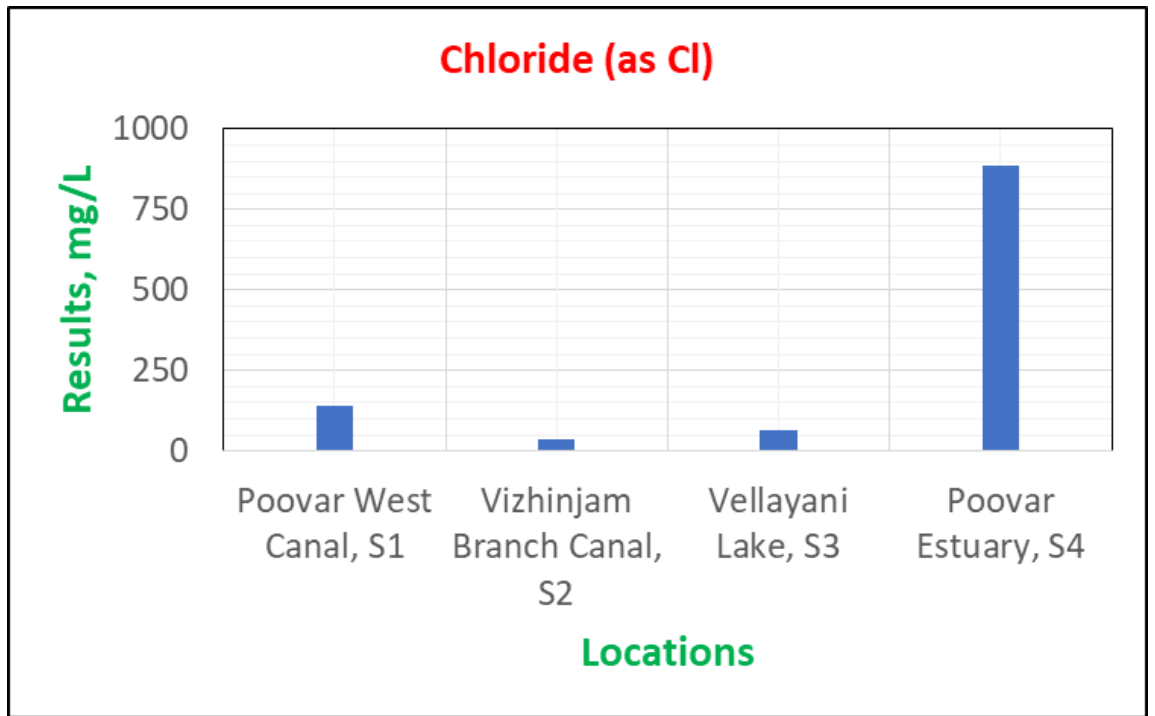 Chloride (as Cl)
Results, mg/L
1000
750
500
250
0
Poovar West
Canal, S1
Vizhinjam
Branch Canal,
S2
Vellayani
Lake, S3
Poovar
Estuary, S4
Locations